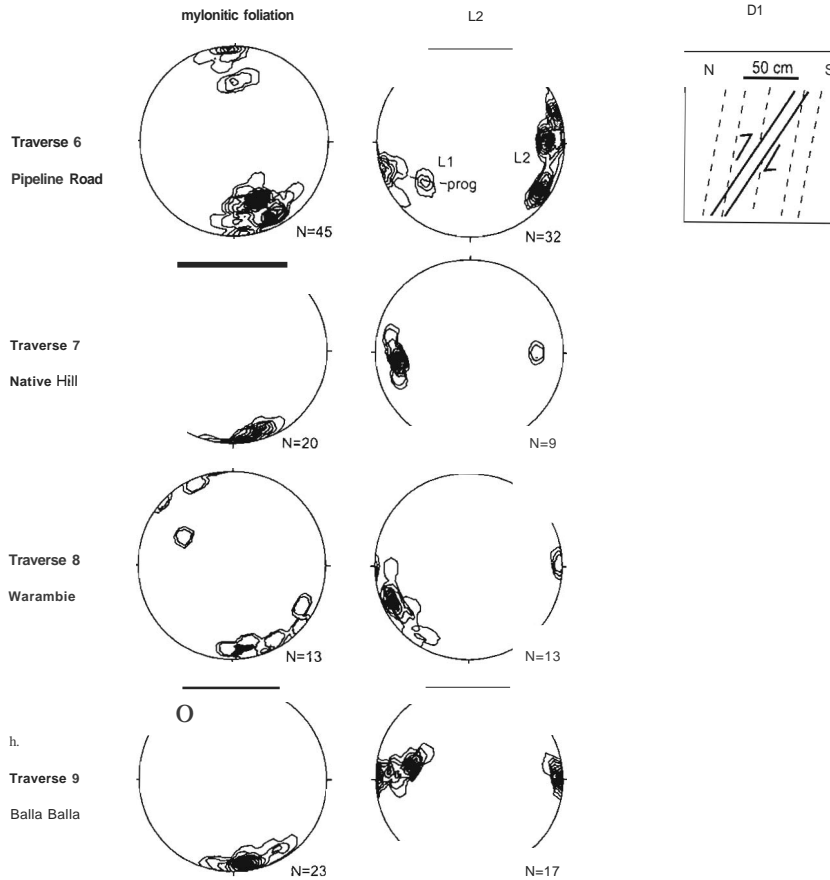 mylonitic foliation
L2
D1
N 50 cm S
Traverse 6
Pipeline Road
L1
prog
L2
N=45
N=32
Traverse 7
Native Hill
N=20
N=9
Traverse 8
Warambie
N=13
N=13
O
h.
Traverse 9
Balla Balla
N=23
N=17